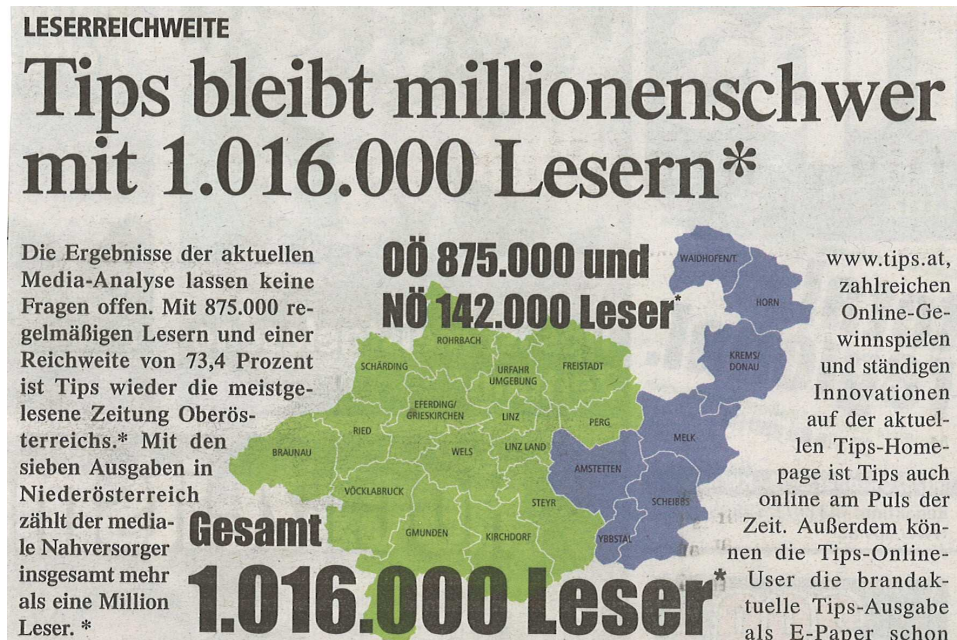 LESERREICHWEITE
Tips bleibt millionenschwer
mit 1.016.000 Lesern*
Die Ergebnisse der aktuellen
Media-Analyse lassen keine
Fragen offen. Mit 875.000 re-
gelmäßigen Lesern und einer
Reichweite von 73,4 Prozent
ist Tips wieder die meistge-
lesene Zeitung Oberös-
terreichs.* Mit den
sieben Ausgaben in
Niederösterreich
zählt der media-
le Nahversorger
insgesamt mehr
als eine Million
Leser. *
OÖ 875.000 und
NÖ 142.000 Leser*
WAIDHOFEN/T.
HORN
ROHRBACH
SCHÄRDING
URFAHR
UMGEBUNG
FREISTADT
KREMS/
DONAU
EFERDING/
GRIESKIRCHEN
LINZ
PERG
RIED
MELK
BRAUNAU
WELS
LINZ LAND
AMSTETTEN
VÖCKLABRUCK
STEYR
SCHEIBBS
GMUNDEN
KIRCHDORF
YBBSTAL
Gesamt
1.016.000 Leser*
www.tips.at,
zahlreichen
Online-Ge-
winnspielen
und ständigen
Innovationen
auf der aktuel-
len Tips-Home-
page ist Tips auch
online am Puls der
Zeit. Außerdem kön-
nen die Tips-Online-
User die brandak-
tuelle Tips-Ausgabe
als E-Paper schon